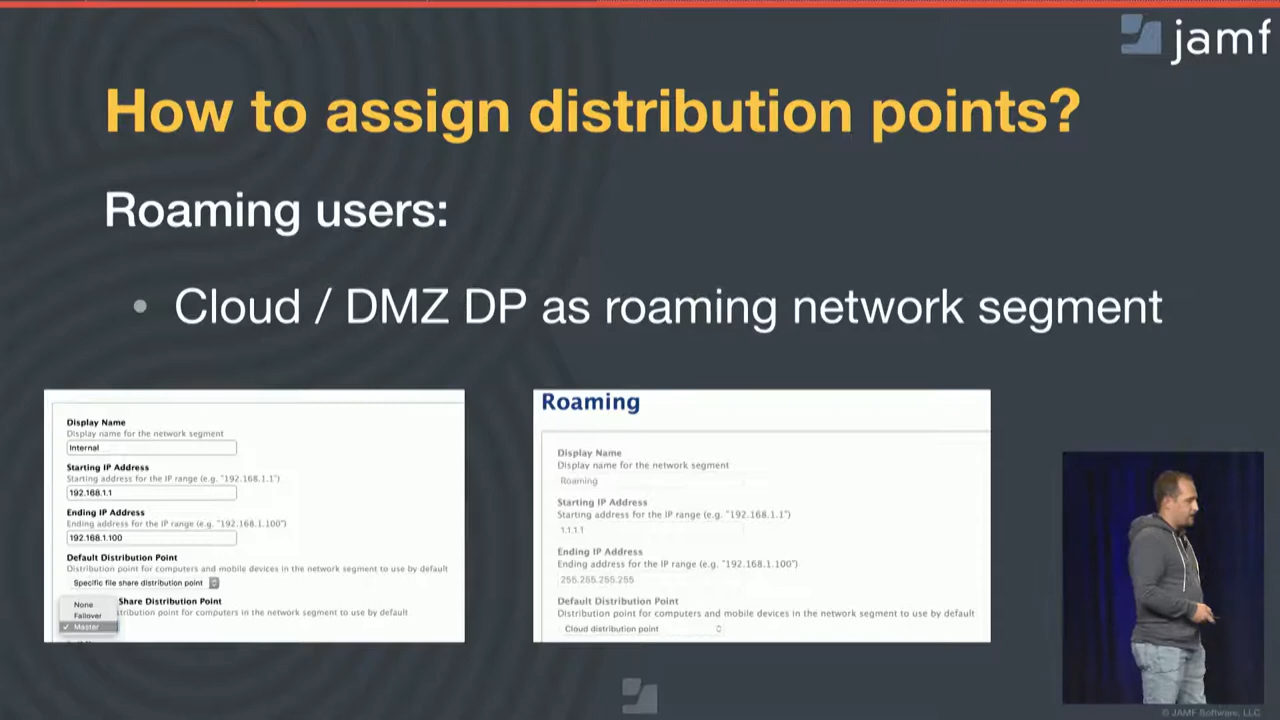 jamf
How to assign distribution points?
Roaming users:
• Cloud / DMZ DP as roaming network segment
Display Name
Display name for the network segment
Internal
Starting IP Address
Starting address for the IP range (e.g. "192.168.1.1")
192.168.1.1
Ending IP Address
Ending address for the IP range (e.g. "192.168.1.100")
192.168.1.100
Default Distribution Point
Distribution point for computers and mobile devices in the network segment to use by default
Specific file share distribution point
Share Distribution Point
tribution point for computers in the network segment to use by default
None
Failover
✓ Master
Roaming
Display Name
Display name for the network segment
Roaming
Starting IP Address
Starting address for the IP range (e.g. "192.168.1.1")
1.1.1.1
Ending IP Address
Ending address for the IP range (e.g. "192.168.1.100")
255.255.255.255
Default Distribution Point
Distribution point for computers and mobile devices in the network segment to use by default
Cloud distribution point
© JAMF Software, LLC